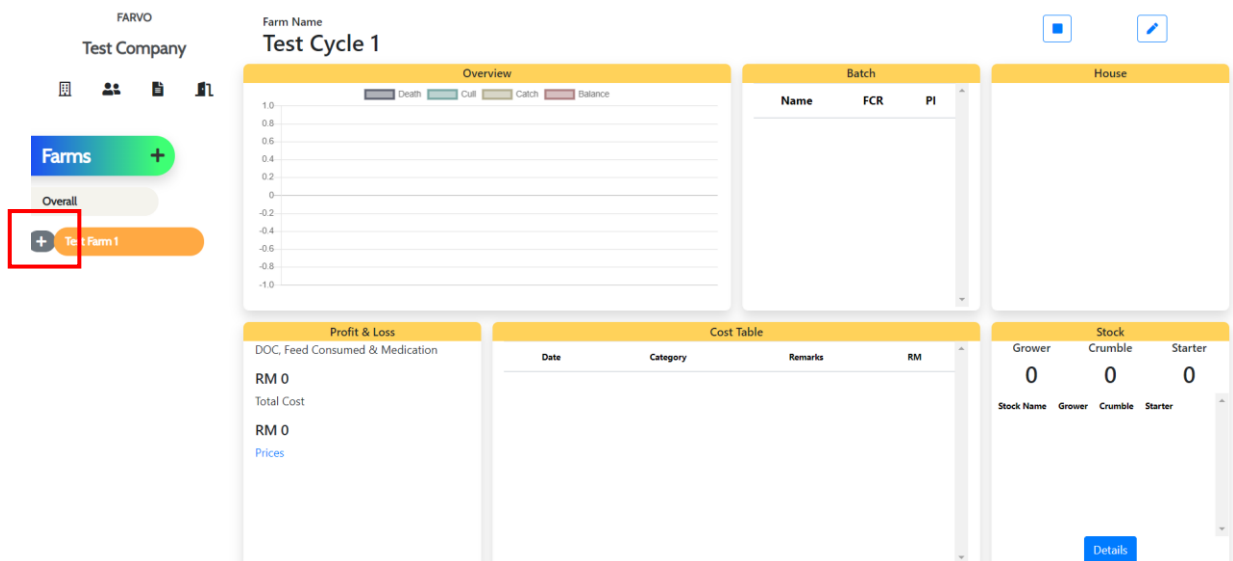 FARVO
Test Company
Farms +
Overall
+ Test Farm 1
Farm Name
Test Cycle 1
Overview
Death Cull Catch Balance
1.0
0.8
0.6
0.4
0.2
0
-0.2
-0.4
-0.6
-0.8
-1.0
Batch
Name FCR PI
House
Profit & Loss
DOC, Feed Consumed & Medication
RM 0
Total Cost
RM 0
Prices
Cost Table
Date Category Remarks RM
Stock
Grower Crumble Starter
0 0 0
Stock Name Grower Crumble Starter
Details